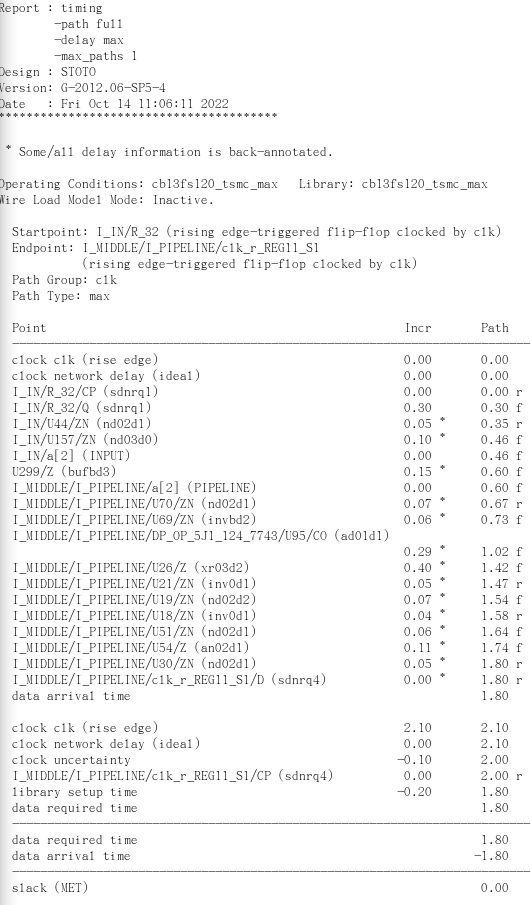 Report : timing
-path full
-delay max
-max_paths 1
Design : STOTO
Version: G-2012.06-SP5-4
Date : Fri Oct 14 11:06:11 2022
****************************************
* Some/all delay information is back-annotated.
Operating Conditions: cb13fs120_tsmc_max Library: cb13fs120_tsmc_max
Wire Load Model Mode: Inactive.
Startpoint: I_IN/R_32 (rising edge-triggered flip-flop clocked by clk)
Endpoint: I_MIDDLE/I_PIPELINE/clk_r_REG11_S1
(rising edge-triggered flip-flop clocked by clk)
Path Group: clk
Path Type: max
Point Incr Path
clock clk (rise edge) 0.00 0.00
clock network delay (ideal) 0.00 0.00
I_IN/R_32/CP (sdnrq1) 0.00 0.00 r
I_IN/R_32/Q (sdnrq1) 0.30 0.30 f
I_IN/U44/ZN (nd02d1) 0.05 * 0.35 r
I_IN/U157/ZN (nd03d0) 0.10 * 0.46 f
I_IN/a[2] (INPUT) 0.00 0.46 f
U299/Z (bufbd3) 0.15 * 0.60 f
I_MIDDLE/I_PIPELINE/a[2] (PIPELINE) 0.00 0.60 f
I_MIDDLE/I_PIPELINE/U70/ZN (nd02d1) 0.07 * 0.67 r
I_MIDDLE/I_PIPELINE/U69/ZN (invbd2) 0.06 * 0.73 f
I_MIDDLE/I_PIPELINE/DP_OP_5J1_124_7743/U95/CO (ad01d1)
0.29 * 1.02 f
I_MIDDLE/I_PIPELINE/U26/Z (xr03d2) 0.40 * 1.42 f
I_MIDDLE/I_PIPELINE/U21/ZN (inv0d1) 0.05 * 1.47 r
I_MIDDLE/I_PIPELINE/U19/ZN (nd02d2) 0.07 * 1.54 f
I_MIDDLE/I_PIPELINE/U18/ZN (inv0d1) 0.04 * 1.58 r
I_MIDDLE/I_PIPELINE/U51/ZN (nd02d1) 0.06 * 1.64 f
I_MIDDLE/I_PIPELINE/U54/Z (an02d1) 0.11 * 1.74 f
I_MIDDLE/I_PIPELINE/U30/ZN (nd02d1) 0.05 * 1.80 r
I_MIDDLE/I_PIPELINE/clk_r_REG11_S1/D (sdnrq4) 0.00 * 1.80 r
data arrival time 1.80
clock clk (rise edge) 2.10 2.10
clock network delay (ideal) 0.00 2.10
clock uncertainty -0.10 2.00
I_MIDDLE/I_PIPELINE/clk_r_REG11_S1/CP (sdnrq4) 0.00 2.00 r
library setup time -0.20 1.80
data required time 1.80
data required time 1.80
data arrival time -1.80
slack (MET) 0.00